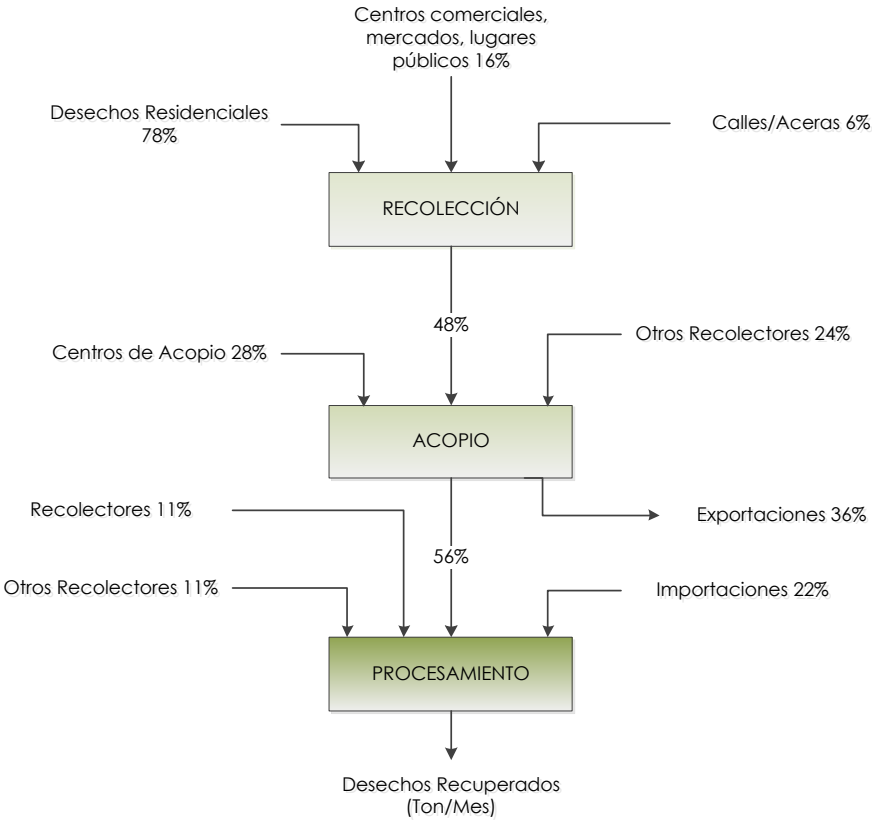 Centros comerciales,
mercados, lugares
públicos 16%
Desechos Residenciales
78%
Calles/Aceras 6%
RECOLECCIÓN
48%
Otros Recolectores 24%
Centros de Acopio 28%
ACOPIO
Recolectores 11%
Exportaciones 36%
56%
Otros Recolectores 11%
Importaciones 22%
PROCESAMIENTO
Desechos Recuperados
(Ton/Mes)